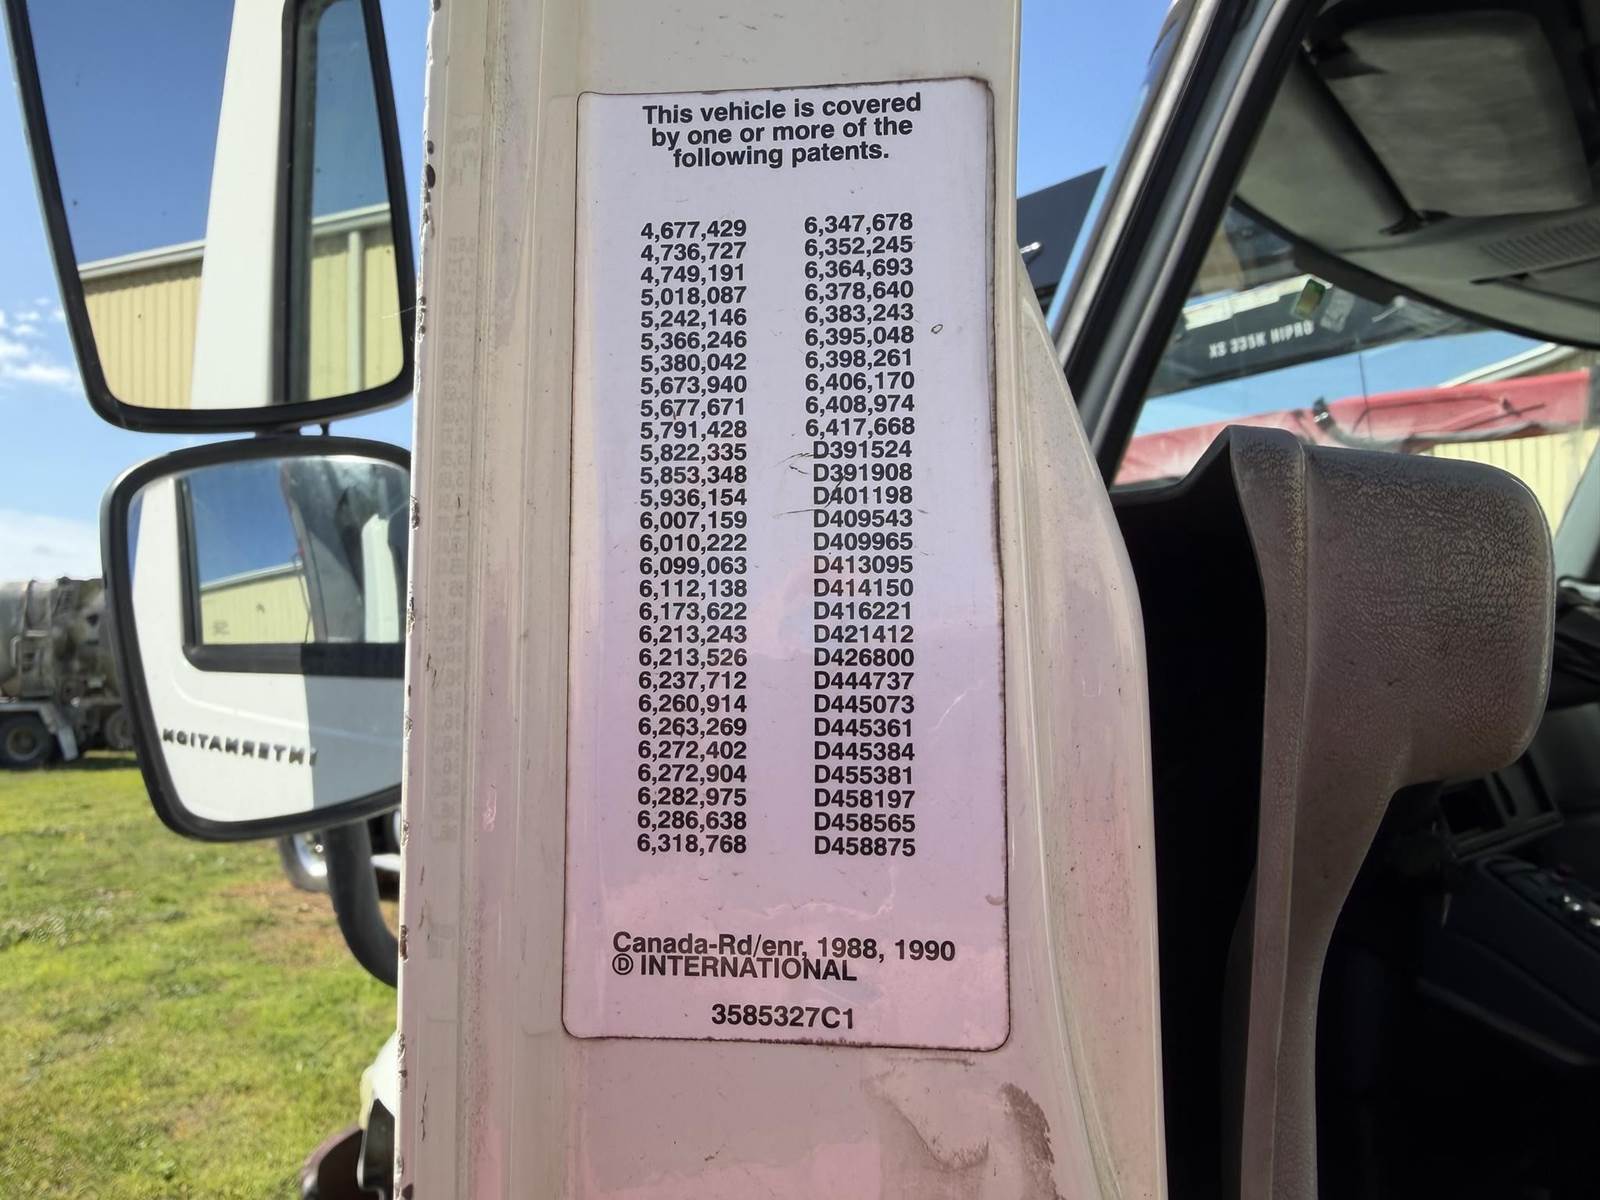 This vehicle is covered
by one or more of the
following patents.
4,677,429 6,347,678
4,736,727 6,352,245
4,749,191 6,364,693
5,018,087 6,378,640
5,242,146 6,383,243
5,366,246 6,395,048
5,380,042 6,398,261
5,673,940 6,406,170
5,677,671 6,408,974
5,791,428 6,417,668
5,822,335 D391524
5,853,348 D391908
5,936,154 D401198
6,007,159 D409543
6,010,222 D409965
6,099,063 D413095
6,112,138 D414150
6,173,622 D416221
6,213,243 D421412
6,213,526 D426800
6,237,712 D444737
6,260,914 D445073
6,263,269 D445361
6,272,402 D445384
6,272,904 D455381
6,282,975 D458197
6,286,638 D458565
6,318,768 D458875
Canada-Rd/enr, 1988, 1990
Ⓓ INTERNATIONAL
3585327C1
XS 335K HIPRO
INTERNATION